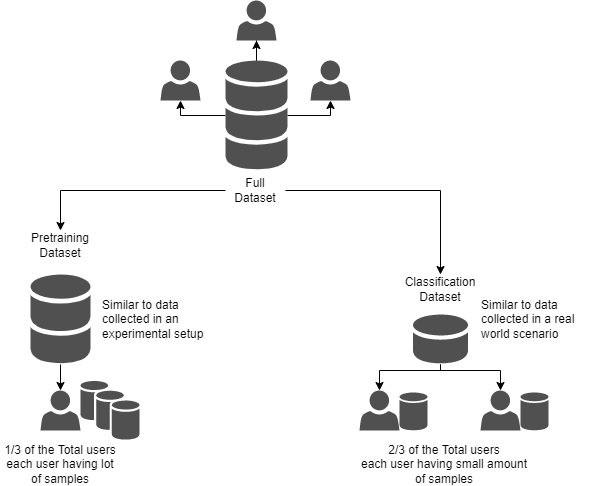 Full
Dataset
Pretraining
Dataset
Similar to data
collected in an
experimental setup
1/3 of the Total users
each user having lot
of samples
Classification
Dataset
Similar to data
collected in a real
world scenario
2/3 of the Total users
each user having small amount
of samples